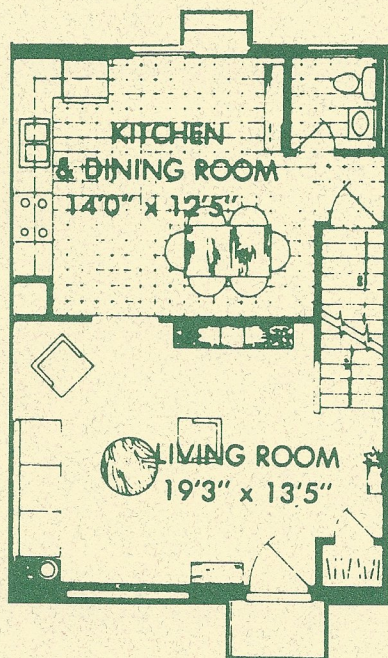 KITCHEN
& DINING ROOM
14'0" x 12'5"
LIVING ROOM
19'3" x 13'5"